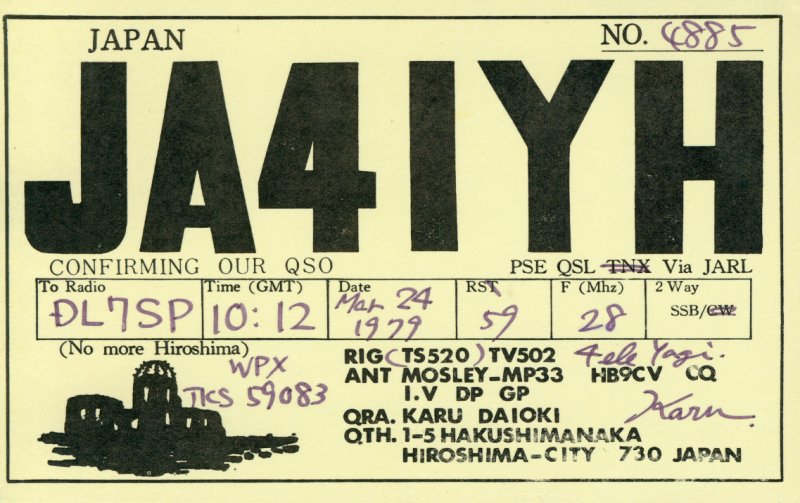 JAPAN
NO. 4885
JA4IYH
CONFIRMING OUR QSO
PSE QSL TNX Via JARL
To Radio Time (GMT) Date RST F (Mhz) 2 Way
DL7SP 10:12 Mar 24 1979 59 28 SSB/CW
(No more Hiroshima)
WPX
TKS 59083
RIG(TS520)TV502 4ele Yagi.
ANT MOSLEY-MP33 HB9CV CQ
I.V DP GP
QRA. KARU DAIOKI
Karu.
QTH. 1-5 HAKUSHIMANAKA
HIROSHIMA-CITY 730 JAPAN